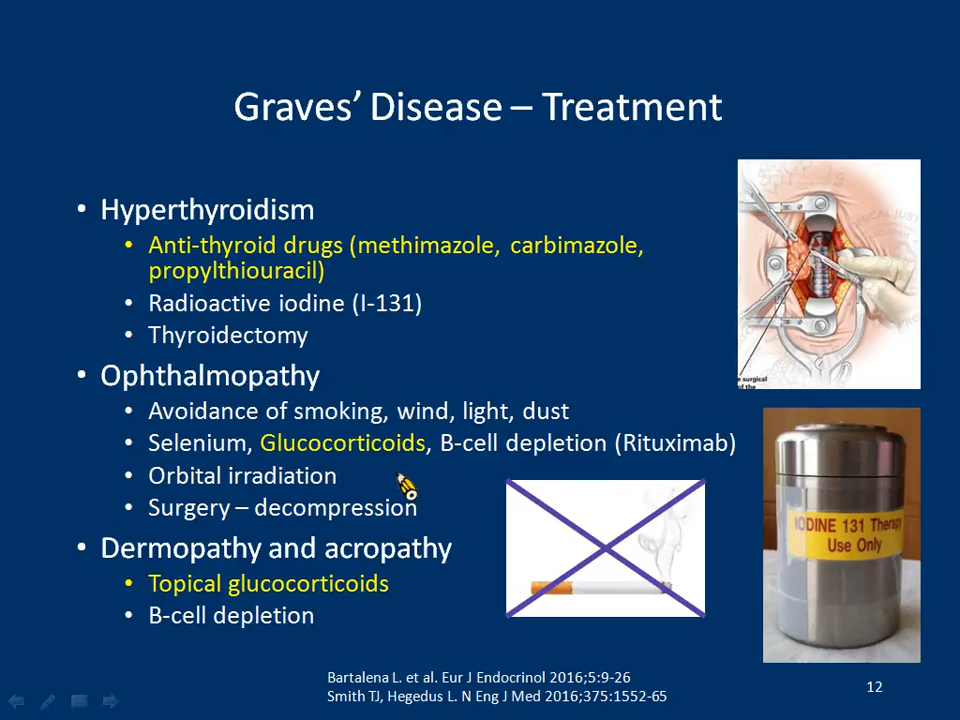 Graves’ Disease – Treatment
• Hyperthyroidism
• Anti-thyroid drugs (methimazole, carbimazole,
propylthiouracil)
• Radioactive iodine (I-131)
• Thyroidectomy
• Ophthalmopathy
• Avoidance of smoking, wind, light, dust
• Selenium, Glucocorticoids, B-cell depletion (Rituximab)
• Orbital irradiation
• Surgery – decompression
• Dermopathy and acropathy
• Topical glucocorticoids
• B-cell depletion
e surgical
of the
IODINE 131 Therapy
Use Only
Bartalena L. et al. Eur J Endocrinol 2016;5:9-26
Smith TJ, Hegedus L. N Eng J Med 2016;375:1552-65
12